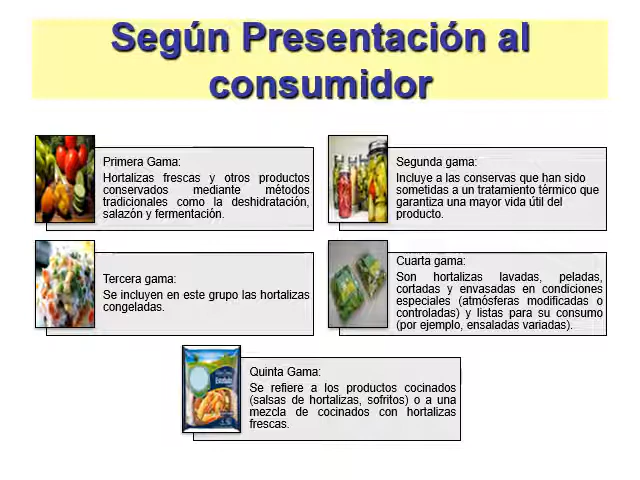 Según Presentación al
consumidor
Primera Gama:
Hortalizas frescas y otros productos
conservados mediante métodos
tradicionales como la deshidratación,
salazón y fermentación.
Segunda gama:
Incluye a las conservas que han sido
sometidas a un tratamiento térmico que
garantiza una mayor vida útil del
producto.
Tercera gama:
Se incluyen en este grupo las hortalizas
congeladas.
Cuarta gama:
Son hortalizas lavadas, peladas,
cortadas y envasadas en condiciones
especiales (atmósferas modificadas o
controladas) y listas para su consumo
(por ejemplo, ensaladas variadas).
Quinta Gama:
Se refiere a los productos cocinados
(salsas de hortalizas, sofritos) o a una
mezcla de cocinados con hortalizas
frescas.